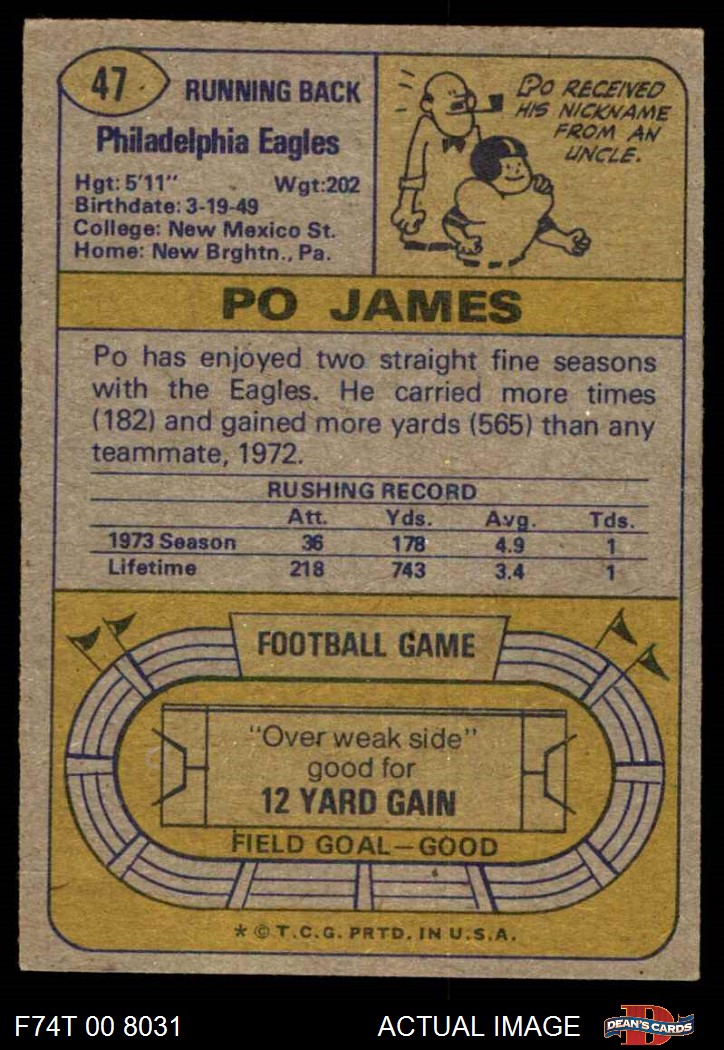 47
RUNNING BACK
Philadelphia Eagles
Hgt: 5'11" Wgt: 202
Birthdate: 3-19-49
College: New Mexico St.
Home: New Brghtn., Pa.
PO RECEIVED
HIS NICKNAME
FROM AN
UNCLE.
PO JAMES
Po has enjoyed two straight fine seasons
with the Eagles. He carried more times
(182) and gained more yards (565) than any
teammate, 1972.
RUSHING RECORD
Att. Yds. Avg. Tds.
1973 Season 36 178 4.9 1
Lifetime 218 743 3.4 1
FOOTBALL GAME
"Over weak side"
good for
12 YARD GAIN
FIELD GOAL—GOOD
* © T.C.G. PRTD. IN U.S.A.
F74T 00 8031 ACTUAL IMAGE
D
DEAN'S CARDS